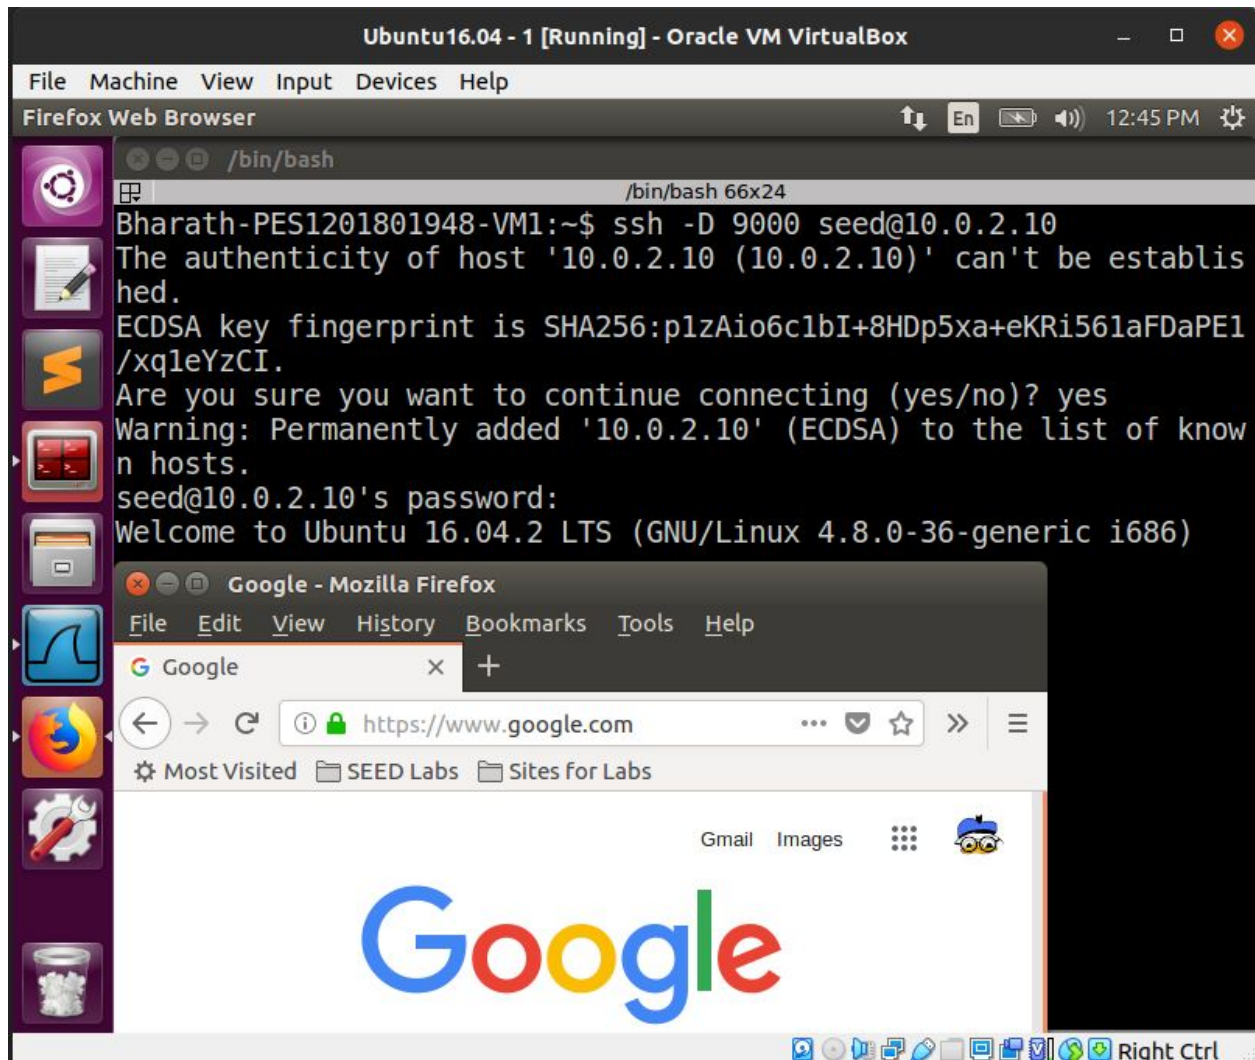 Ubuntu16.04 - 1 [Running] - Oracle VM VirtualBox
File Machine View Input Devices Help
Firefox Web Browser En 12:45 PM
/bin/bash
/bin/bash 66x24
Bharath-PES1201801948-VM1:~$ ssh -D 9000 seed@10.0.2.10
The authenticity of host '10.0.2.10 (10.0.2.10)' can't be establis
hed.
ECDSA key fingerprint is SHA256:p1zAio6c1bI+8HDp5xa+eKRi561aFDaPE1
/xq1eYzCI.
Are you sure you want to continue connecting (yes/no)? yes
Warning: Permanently added '10.0.2.10' (ECDSA) to the list of know
n hosts.
seed@10.0.2.10's password:
Welcome to Ubuntu 16.04.2 LTS (GNU/Linux 4.8.0-36-generic i686)
Google - Mozilla Firefox
File Edit View History Bookmarks Tools Help
G Google
https://www.google.com
Most Visited SEED Labs Sites for Labs
Gmail Images
Google
Right Ctrl